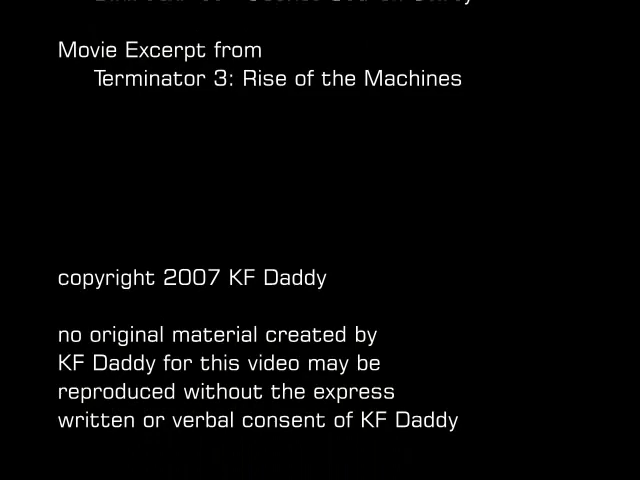 Movie Excerpt from
Terminator 3: Rise of the Machines
copyright 2007 KF Daddy
no original material created by
KF Daddy for this video may be
reproduced without the express
written or verbal consent of KF Daddy